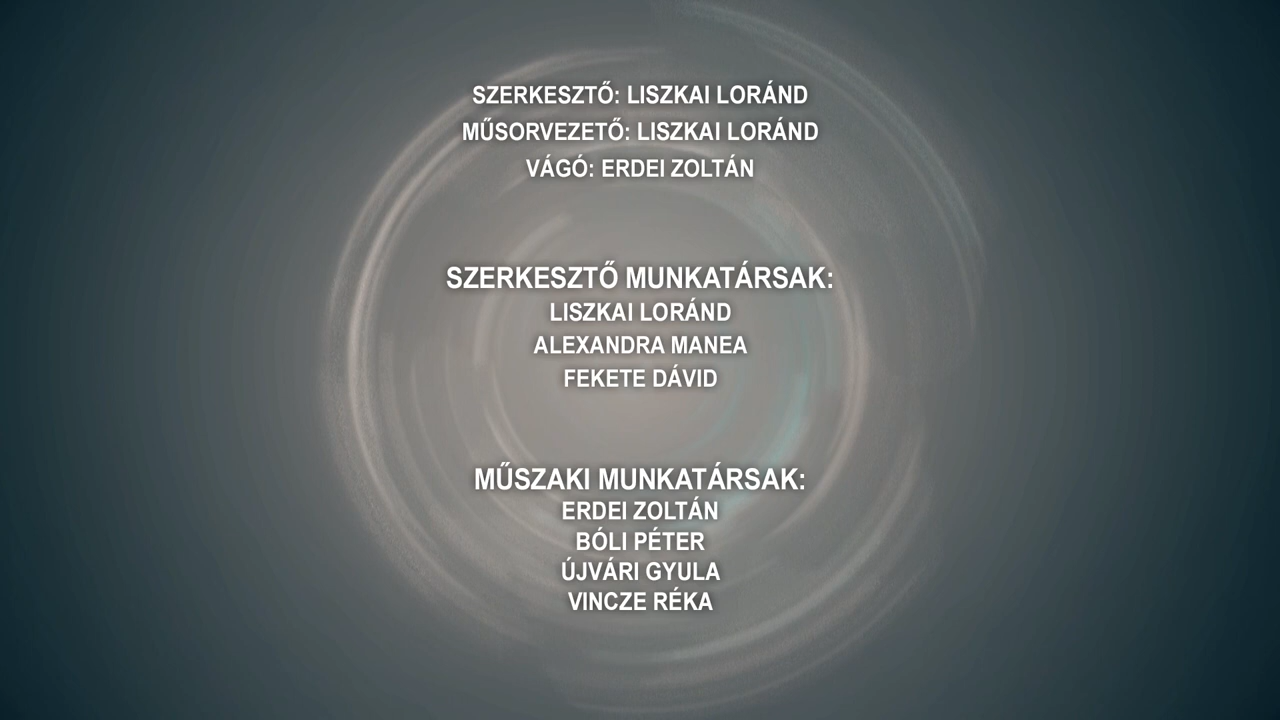 SZERKESZTŐ: LISZKAI LORÁND
MŰSORVEZETŐ: LISZKAI LORÁND
VÁGÓ: ERDEI ZOLTÁN
SZERKESZTŐ MUNKATÁRSAK:
LISZKAI LORÁND
ALEXANDRA MANEA
FEKETE DÁVID
MŰSZAKI MUNKATÁRSAK:
ERDEI ZOLTÁN
BÓLI PÉTER
ÚJVÁRI GYULA
VINCZE RÉKA